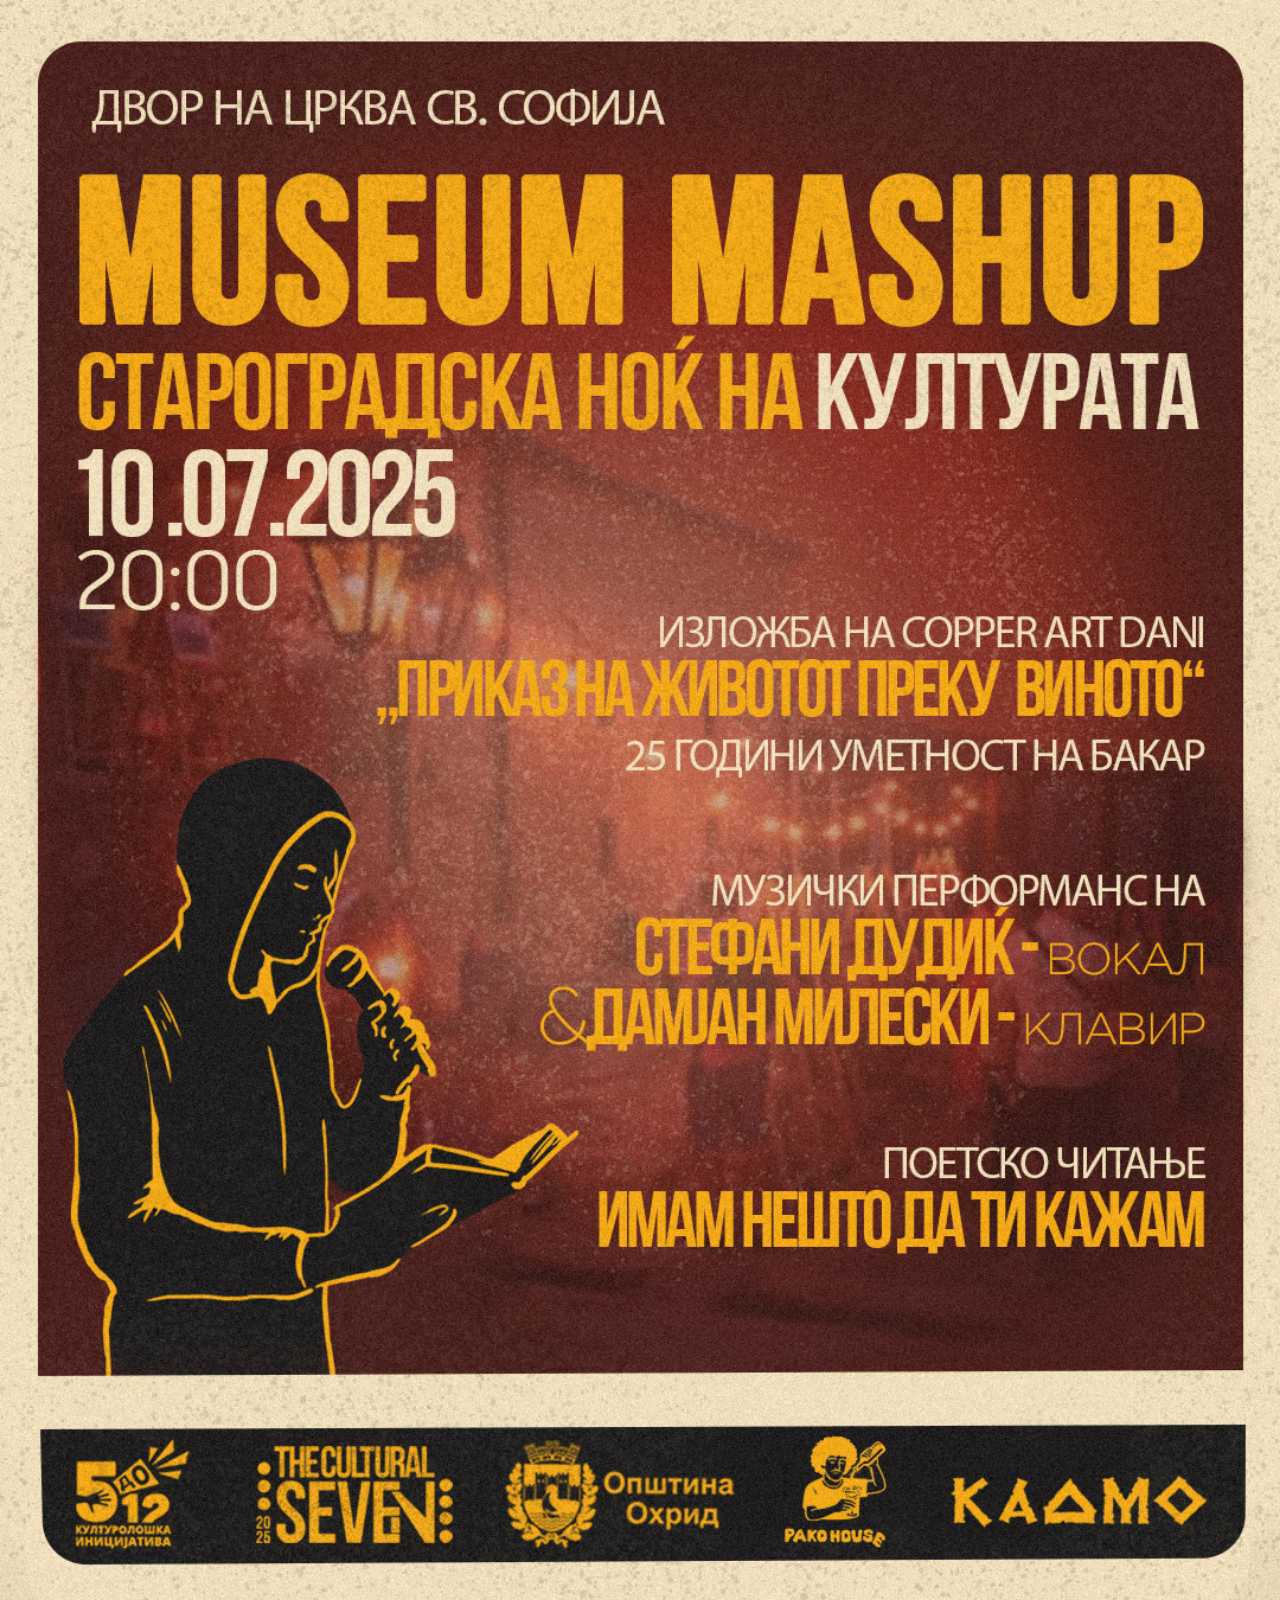 ДВОР НА ЦРКВА СВ. СОФИЈА
MUSEUM MASHUP
СТАРОГРАДСКА НОЌ НА КУЛТУРАТА
10.07.2025
20:00
ИЗЛОЖБА НА COPPER ART DANI
„ПРИКАЗ НА ЖИВОТОТ ПРЕКУ ВИНОТО“
25 ГОДИНИ УМЕТНОСТ НА БАКАР
МУЗИЧКИ ПЕРФОРМАНС НА
СТЕФАНИ ДУДИЌ - ВОКАЛ
&ДАМЈАН МИЛЕСКИ - КЛАВИР
ПОЕТСКО ЧИТАЊЕ
ИМАМ НЕШТО ДА ТИ КАЖАМ
5 ДО 12
КУЛТУРОЛОШКА
ИНИЦИЈАТИВА
THE CULTURAL
SEVEN
2025
Општина
Охрид
PAKO HOUSE
КАДМО